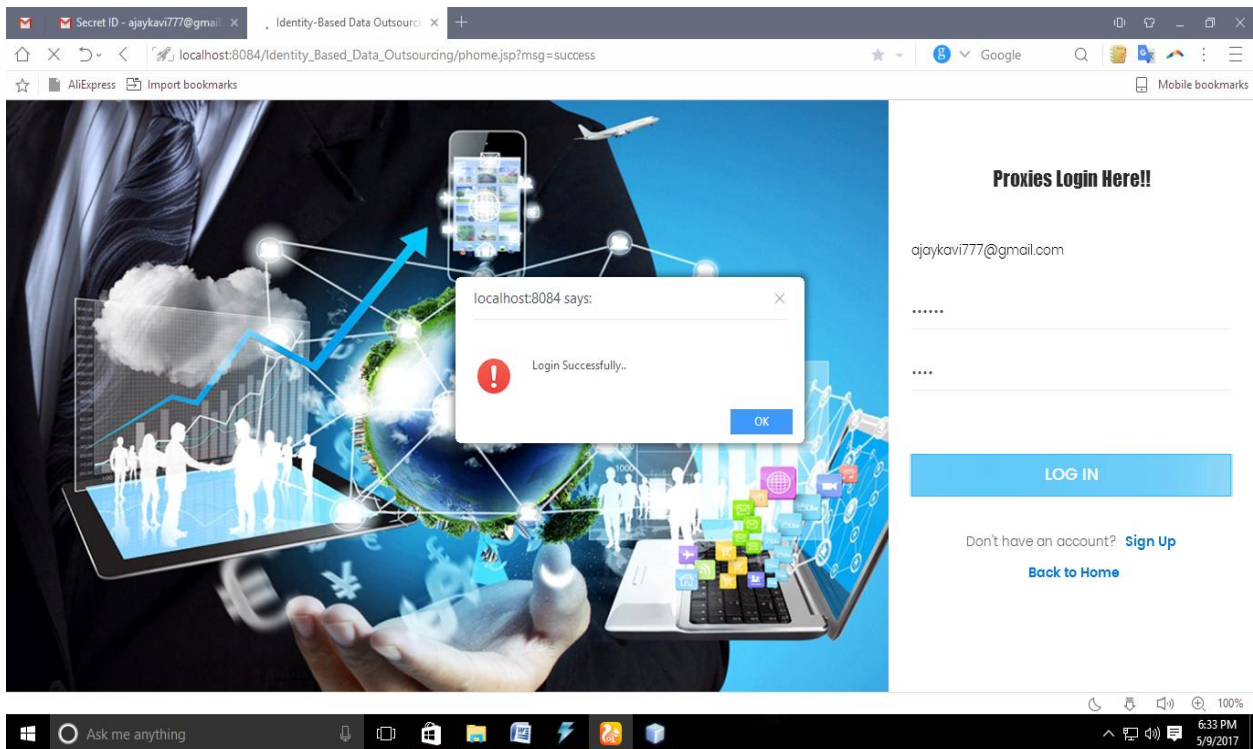 Secret ID - ajaykavi777@gmail
Identity-Based Data Outsourci
localhost:8084/Identity_Based_Data_Outsourcing/phome.jsp?msg=success
Google
AliExpress
Import bookmarks
Mobile bookmarks
Proxies Login Here!!
ajaykavi777@gmail.com
localhost:8084 says:
Login Successfully..
OK
LOG IN
Don't have an account? Sign Up
Back to Home
100%
Ask me anything
6:33 PM
5/9/2017